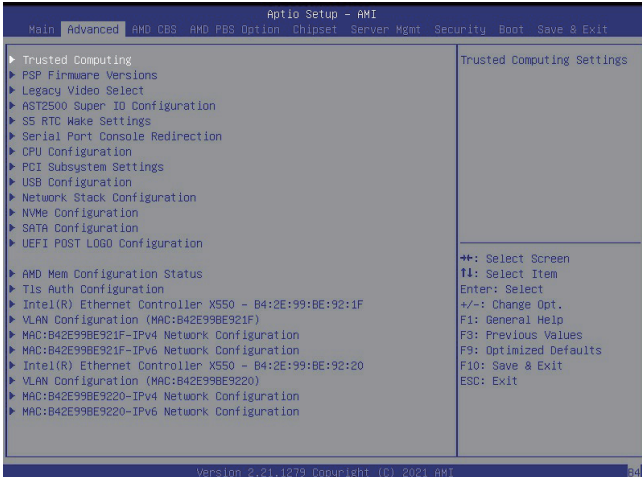 Aptio Setup – AMI
Main Advanced AMD CBS AMD PBS Option Chipset Server Mgmt Security Boot Save & Exit
Trusted Computing
PSP Firmware Versions
Legacy Video Select
AST2500 Super IO Configuration
S5 RTC Wake Settings
Serial Port Console Redirection
CPU Configuration
PCI Subsystem Settings
USB Configuration
Network Stack Configuration
NVMe Configuration
SATA Configuration
UEFI POST LOGO Configuration
AMD Mem Configuration Status
Tls Auth Configuration
Intel(R) Ethernet Controller X550 – B4:2E:99:BE:92:1F
VLAN Configuration (MAC:B42E99BE921F)
MAC:B42E99BE921F-IPv4 Network Configuration
MAC:B42E99BE921F-IPv6 Network Configuration
Intel(R) Ethernet Controller X550 – B4:2E:99:BE:92:20
VLAN Configuration (MAC:B42E99BE9220)
MAC:B42E99BE9220-IPv4 Network Configuration
MAC:B42E99BE9220-IPv6 Network Configuration
Trusted Computing Settings
→←: Select Screen
↑↓: Select Item
Enter: Select
+/-: Change Opt.
F1: General Help
F3: Previous Values
F9: Optimized Defaults
F10: Save & Exit
ESC: Exit
Version 2.21.1279 Copyright (C) 2021 AMI
B4